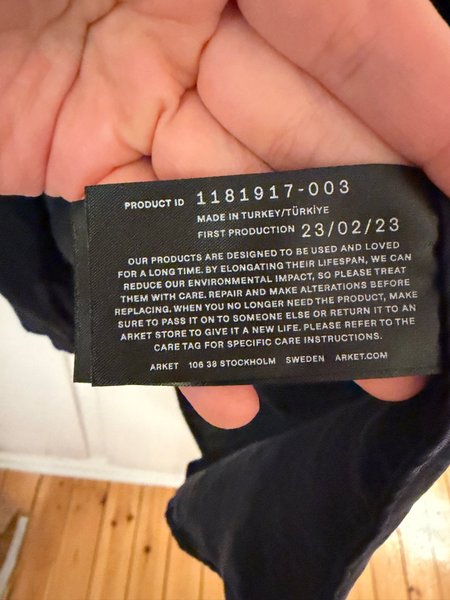 PRODUCT ID 1181917-003
MADE IN TURKEY/TÜRKİYE
FIRST PRODUCTION 23/02/23
OUR PRODUCTS ARE DESIGNED TO BE USED AND LOVED
FOR A LONG TIME. BY ELONGATING THEIR LIFESPAN, WE CAN
REDUCE OUR ENVIRONMENTAL IMPACT, SO PLEASE TREAT
THEM WITH CARE. REPAIR AND MAKE ALTERATIONS BEFORE
REPLACING. WHEN YOU NO LONGER NEED THE PRODUCT, MAKE
SURE TO PASS IT ON TO SOMEONE ELSE OR RETURN IT TO AN
ARKET STORE TO GIVE IT A NEW LIFE. PLEASE REFER TO THE
CARE TAG FOR SPECIFIC CARE INSTRUCTIONS.
ARKET 106 38 STOCKHOLM SWEDEN ARKET.COM